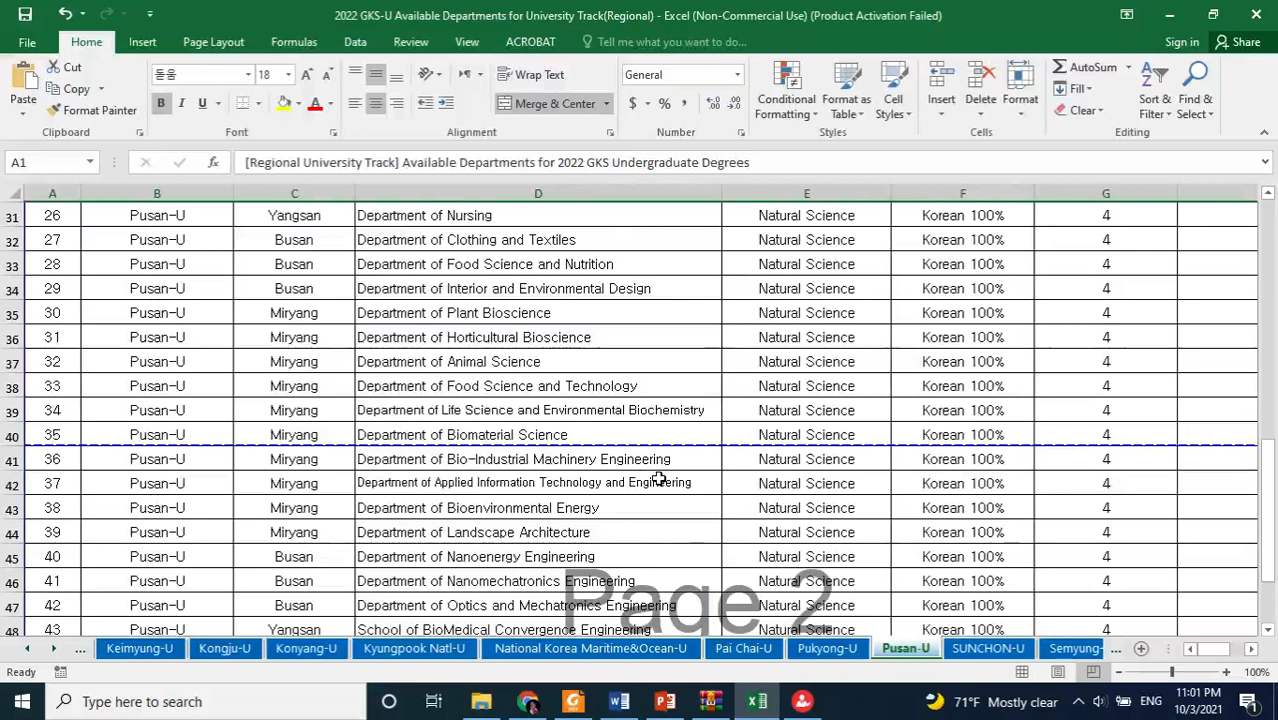 2022 GKS-U Available Departments for University Track(Regional) - Excel (Non-Commercial Use) (Product Activation Failed)
File Home Insert Page Layout Formulas Data Review View ACROBAT Tell me what you want to do... Sign in Share
Paste Cut Copy Format Painter Clipboard
돋움 18 B I U A Font
Wrap Text Merge & Center Alignment
General $ % , Number
Conditional Formatting Format as Table Cell Styles Styles
Insert Delete Format Cells
AutoSum Fill Clear Sort & Filter Find & Select Editing
A1 fx [Regional University Track] Available Departments for 2022 GKS Undergraduate Degrees
A B C D E F G
31 26 Pusan-U Yangsan Department of Nursing Natural Science Korean 100% 4
32 27 Pusan-U Busan Department of Clothing and Textiles Natural Science Korean 100% 4
33 28 Pusan-U Busan Department of Food Science and Nutrition Natural Science Korean 100% 4
34 29 Pusan-U Busan Department of Interior and Environmental Design Natural Science Korean 100% 4
35 30 Pusan-U Miryang Department of Plant Bioscience Natural Science Korean 100% 4
36 31 Pusan-U Miryang Department of Horticultural Bioscience Natural Science Korean 100% 4
37 32 Pusan-U Miryang Department of Animal Science Natural Science Korean 100% 4
38 33 Pusan-U Miryang Department of Food Science and Technology Natural Science Korean 100% 4
39 34 Pusan-U Miryang Department of Life Science and Environmental Biochemistry Natural Science Korean 100% 4
40 35 Pusan-U Miryang Department of Biomaterial Science Natural Science Korean 100% 4
41 36 Pusan-U Miryang Department of Bio-Industrial Machinery Engineering Natural Science Korean 100% 4
42 37 Pusan-U Miryang Department of Applied Information Technology and Engineering Natural Science Korean 100% 4
43 38 Pusan-U Miryang Department of Bioenvironmental Energy Natural Science Korean 100% 4
44 39 Pusan-U Miryang Department of Landscape Architecture Natural Science Korean 100% 4
45 40 Pusan-U Busan Department of Nanoenergy Engineering Natural Science Korean 100% 4
46 41 Pusan-U Busan Department of Nanomechatronics Engineering Natural Science Korean 100% 4
47 42 Pusan-U Busan Department of Optics and Mechatronics Engineering Natural Science Korean 100% 4
48 43 Pusan-U Yangsan School of BioMedical Convergence Engineering Natural Science Korean 100% 4
Page 2
... Keimyung-U Kongju-U Konyang-U Kyungpook Natl-U National Korea Maritime&Ocean-U Pai Chai-U Pukyong-U Pusan-U SUNCHON-U Semyung- ...
Ready 100%
Type here to search 71°F Mostly clear ENG 11:01 PM
10/3/2021